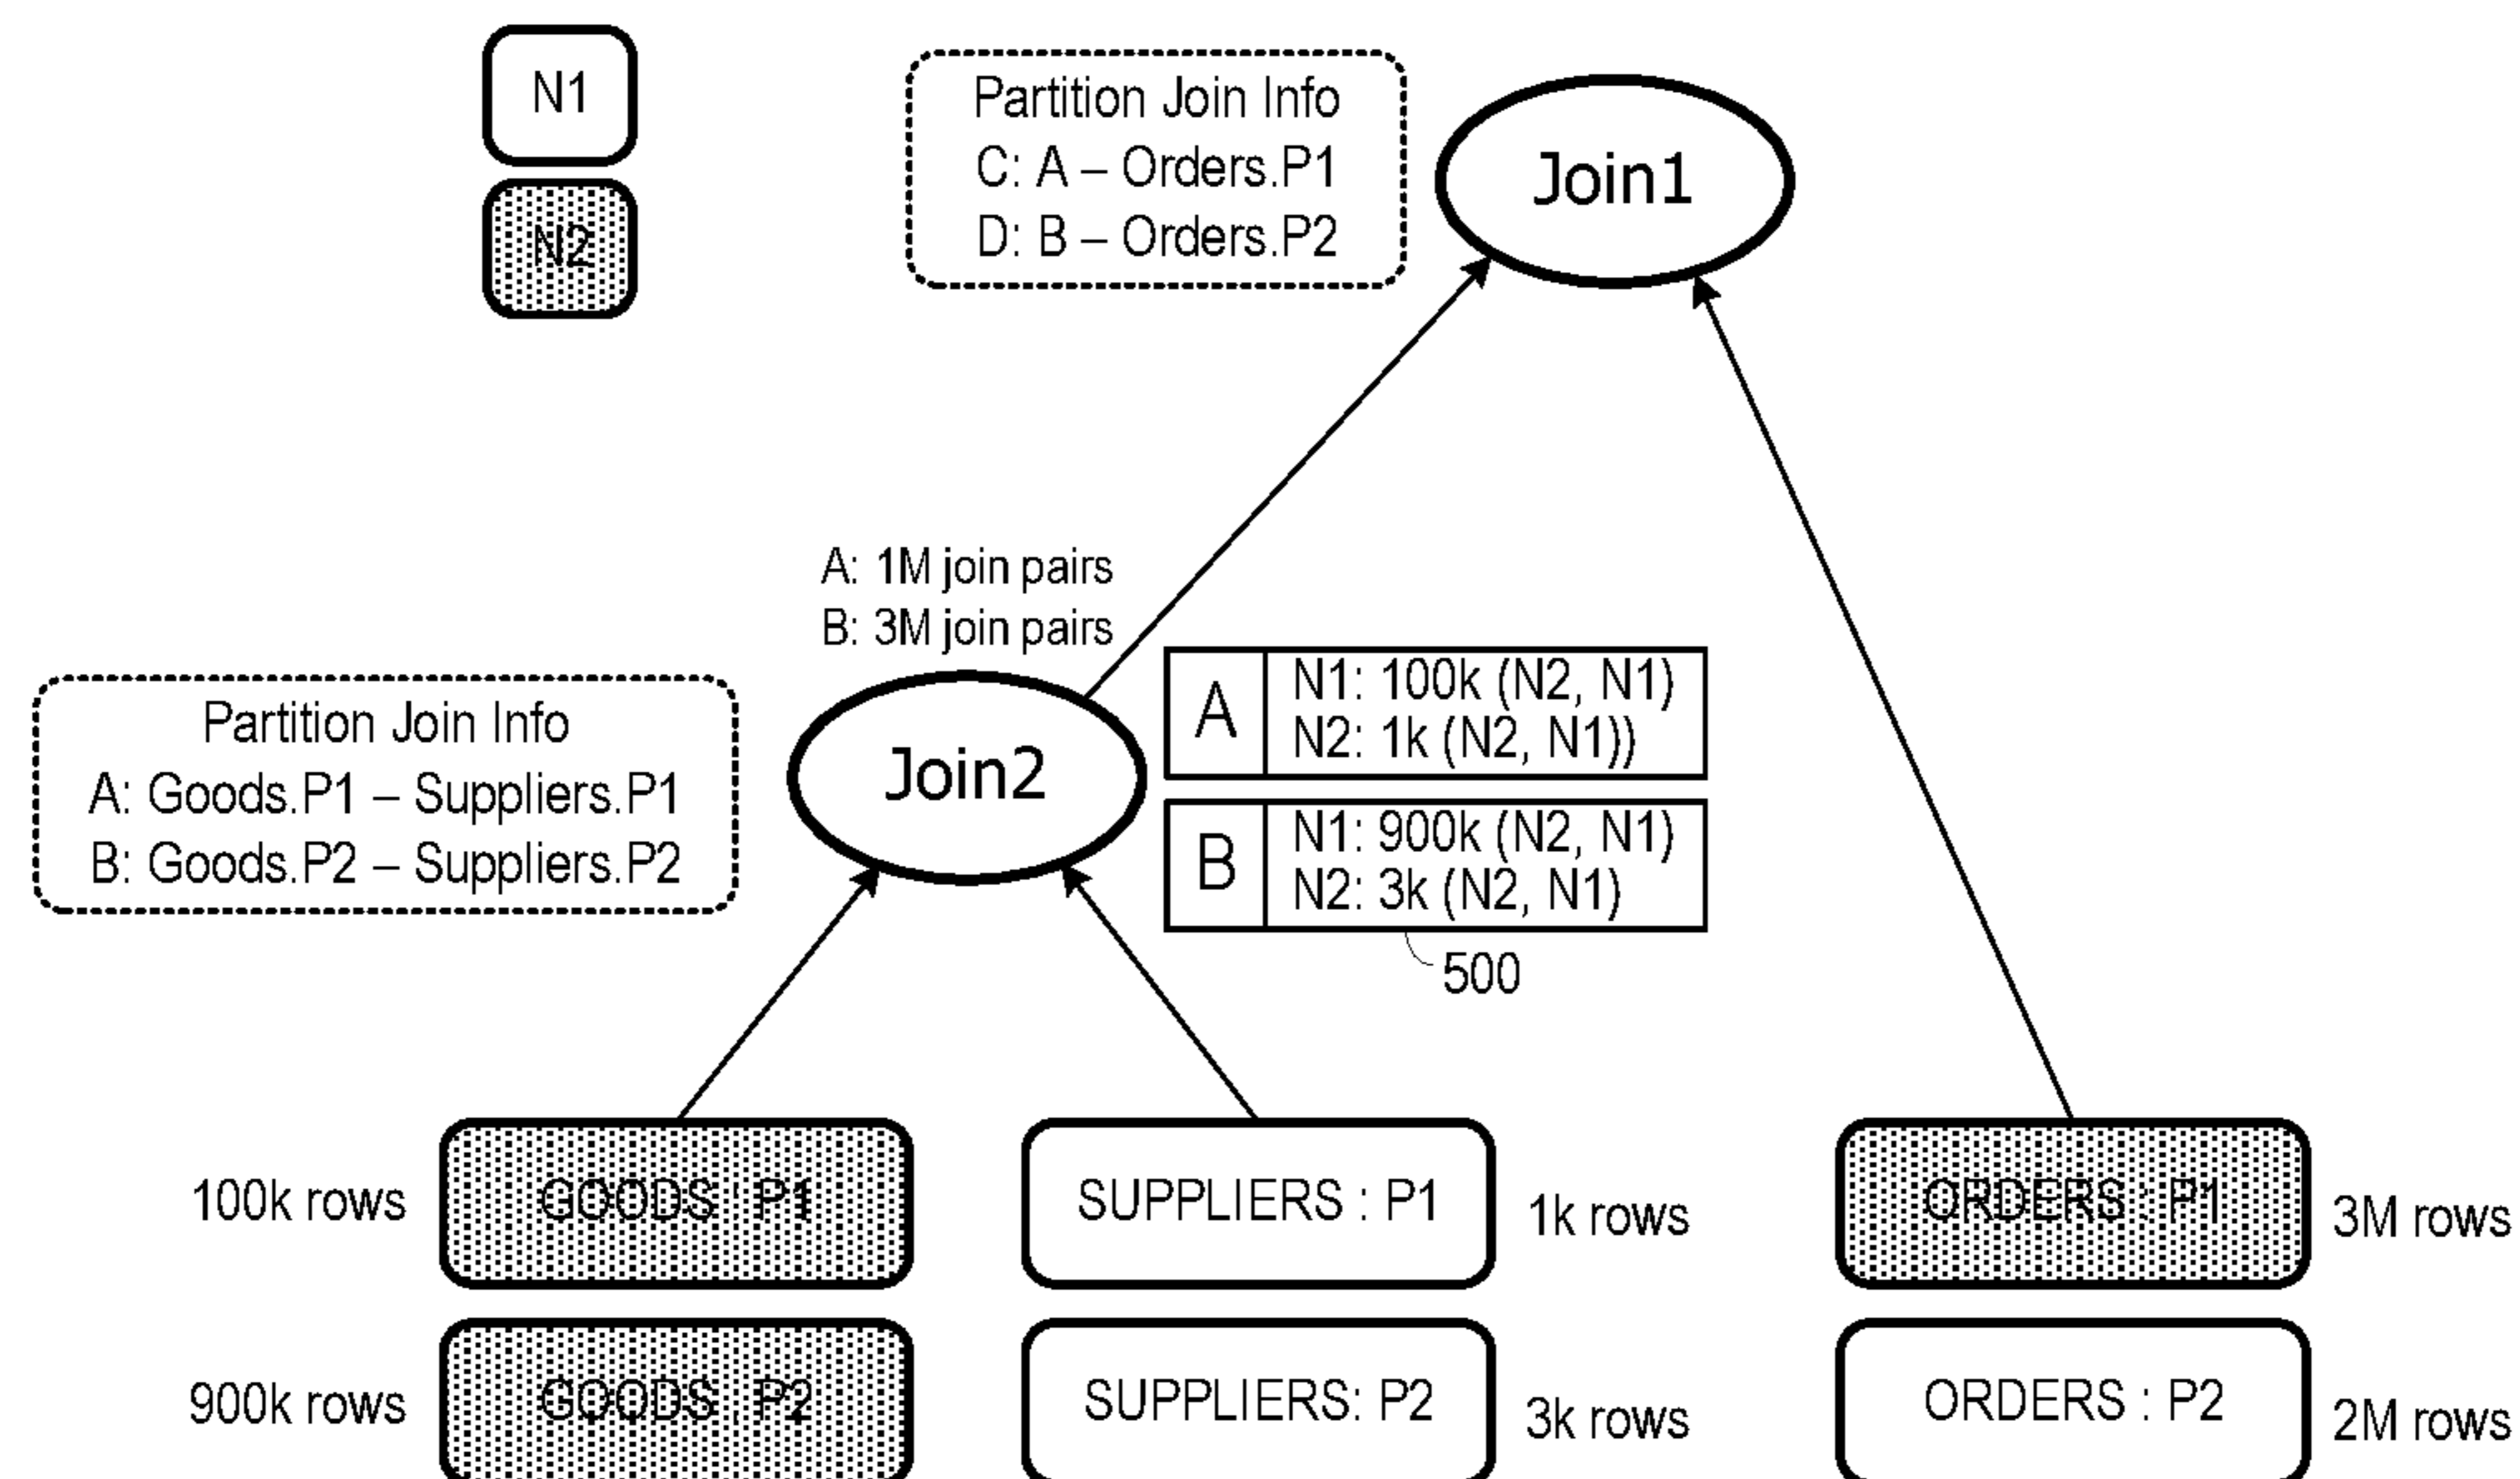 N1
N2
Partition Join Info
C: A – Orders.P1
D: B – Orders.P2
Join1
A: 1M join pairs
B: 3M join pairs
Partition Join Info
A: Goods.P1 – Suppliers.P1
B: Goods.P2 – Suppliers.P2
Join2
A
N1: 100k (N2, N1)
N2: 1k (N2, N1))
B
N1: 900k (N2, N1)
N2: 3k (N2, N1)
500
100k rows
GOODS : P1
SUPPLIERS : P1
1k rows
ORDERS : P1
3M rows
900k rows
GOODS : P2
SUPPLIERS: P2
3k rows
ORDERS : P2
2M rows